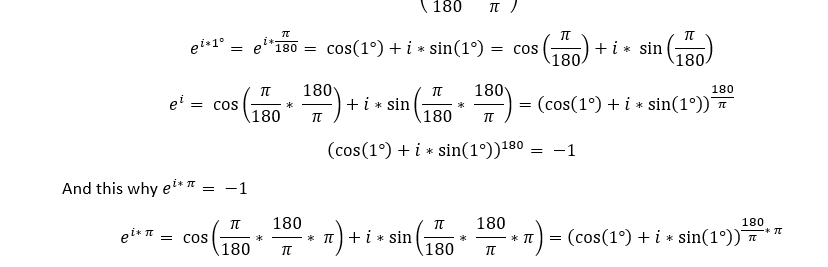 (180 π)
e^{i*1°} = e^{i*π/180} = cos(1°) + i * sin(1°) = cos(π/180) + i * sin(π/180)
e^i = cos(π/180 * 180/π) + i * sin(π/180 * 180/π) = (cos(1°) + i * sin(1°))^{180/π}
(cos(1°) + i * sin(1°))^{180} = −1
And this why e^{i* π} = −1
e^{i* π} = cos(π/180 * 180/π * π) + i * sin(π/180 * 180/π * π) = (cos(1°) + i * sin(1°))^{180/π * π}